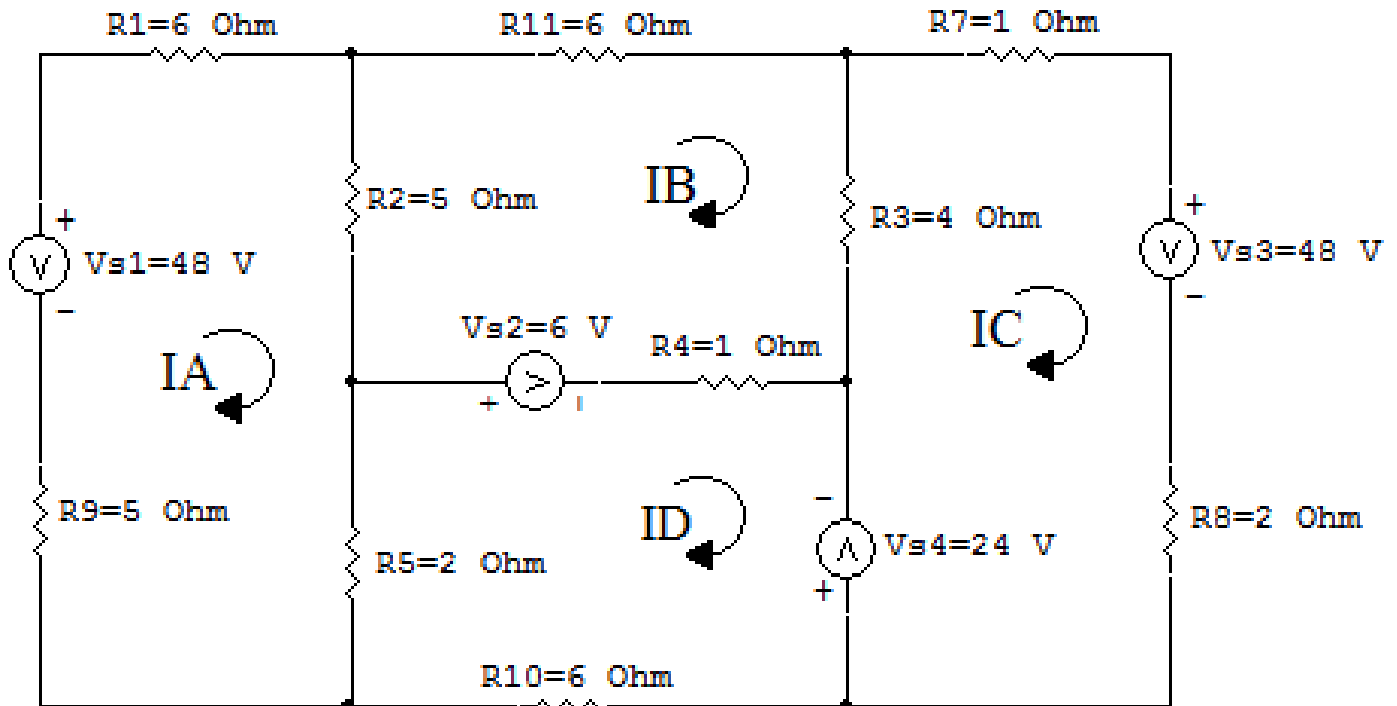 R1=6 Ohm
R11=6 Ohm
R7=1 Ohm
R2=5 Ohm
IB
R3=4 Ohm
+
Vs1=48 V
-
+
Vs3=48 V
-
IA
Vs2=6 V
+
R4=1 Ohm
IC
R9=5 Ohm
R5=2 Ohm
ID
-
Vs4=24 V
+
R8=2 Ohm
R10=6 Ohm